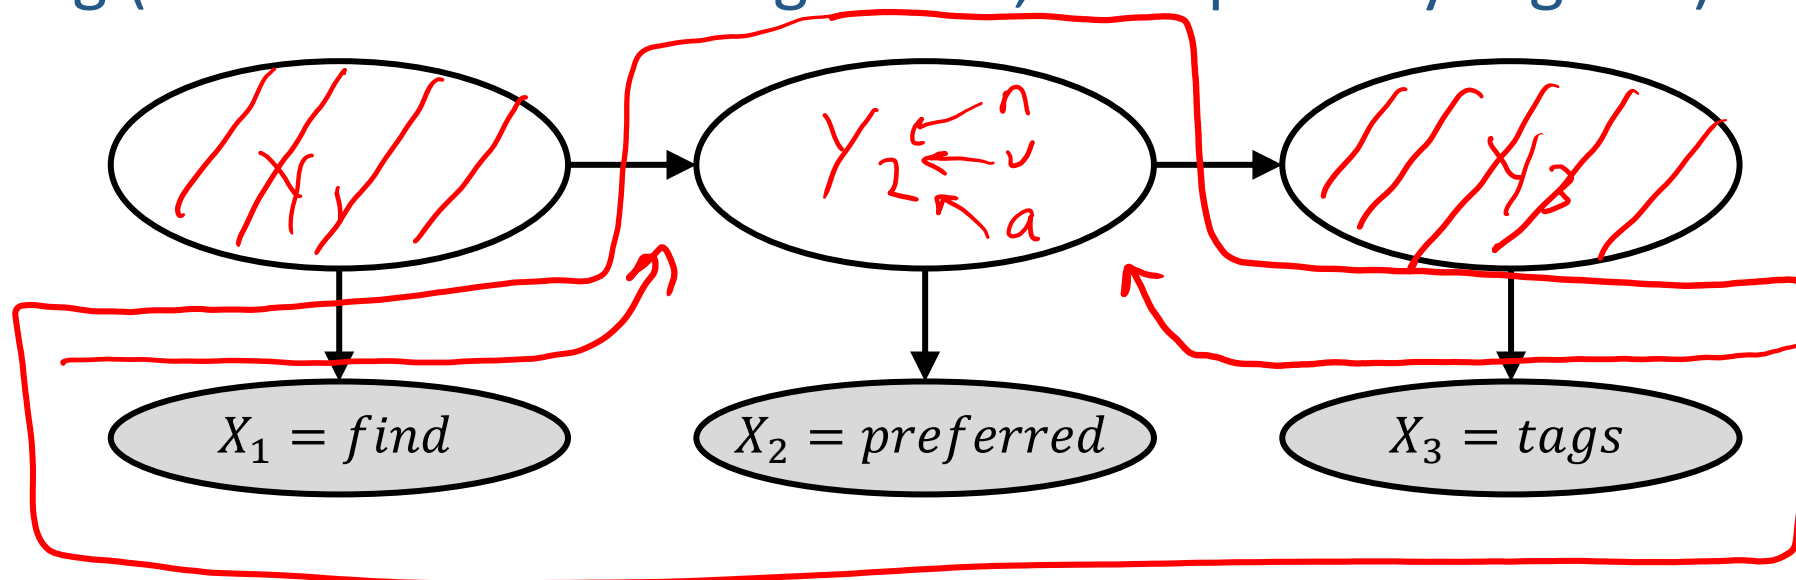 n
Y₁ Y₂ v Y₃
a
X₁ = find X₂ = preferred X₃ = tags